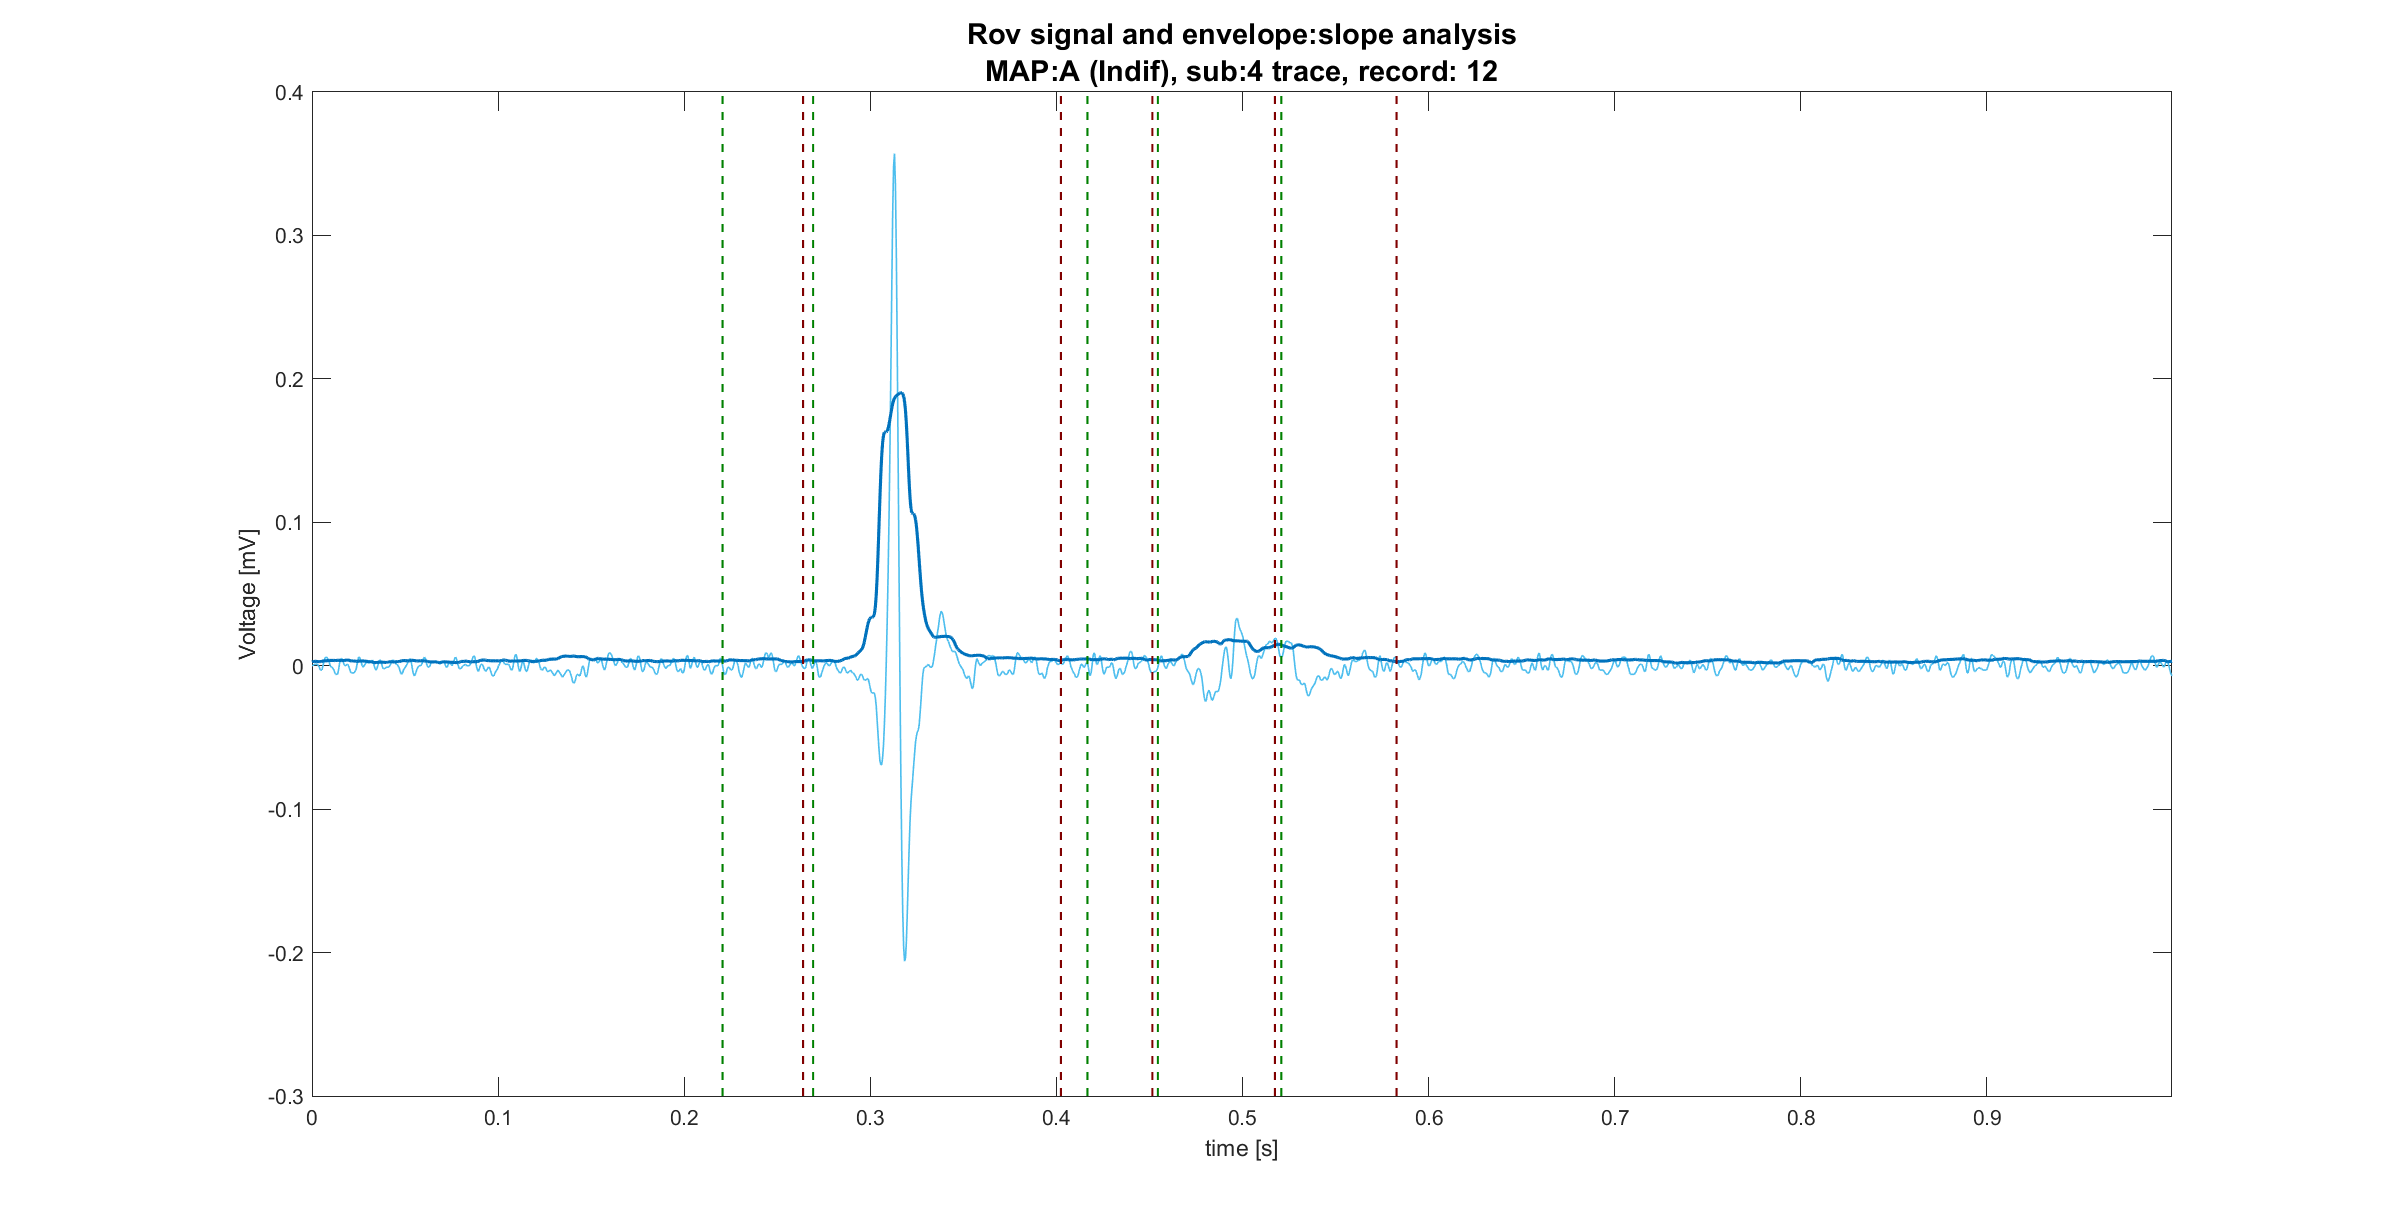 Rov signal and envelope:slope analysis
MAP:A (Indif), sub:4 trace, record: 12
0.4
0.3
0.2
0.1
0
-0.1
-0.2
-0.3
Voltage [mV]
0 0.1 0.2 0.3 0.4 0.5 0.6 0.7 0.8 0.9
time [s]